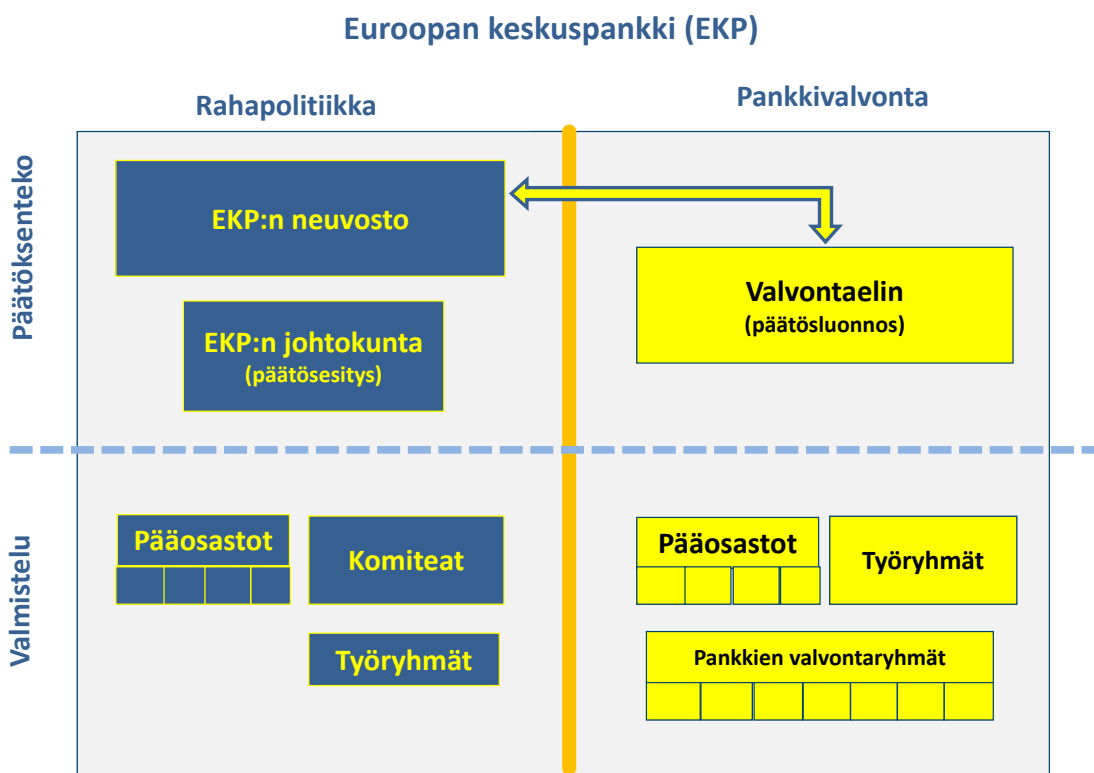 Euroopan keskuspankki (EKP)
Rahapolitiikka
Pankkivalvonta
Päätöksenteko
EKP:n neuvosto
Valvontaelin
(päätösluonnos)
EKP:n johtokunta
(päätösesitys)
Valmistelu
Pääosastot
Komiteat
Työryhmät
Pääosastot
Työryhmät
Pankkien valvontaryhmät